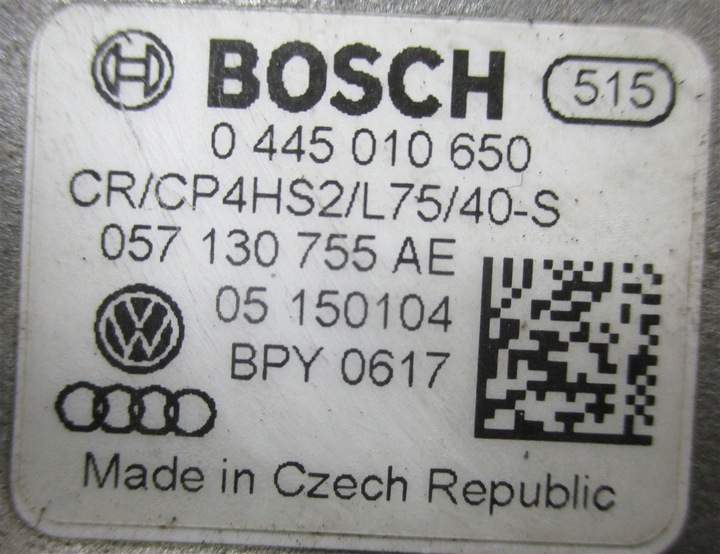 BOSCH 515
0 445 010 650
CR/CP4HS2/L75/40-S
057 130 755 AE
05 150104
BPY 0617
Made in Czech Republic